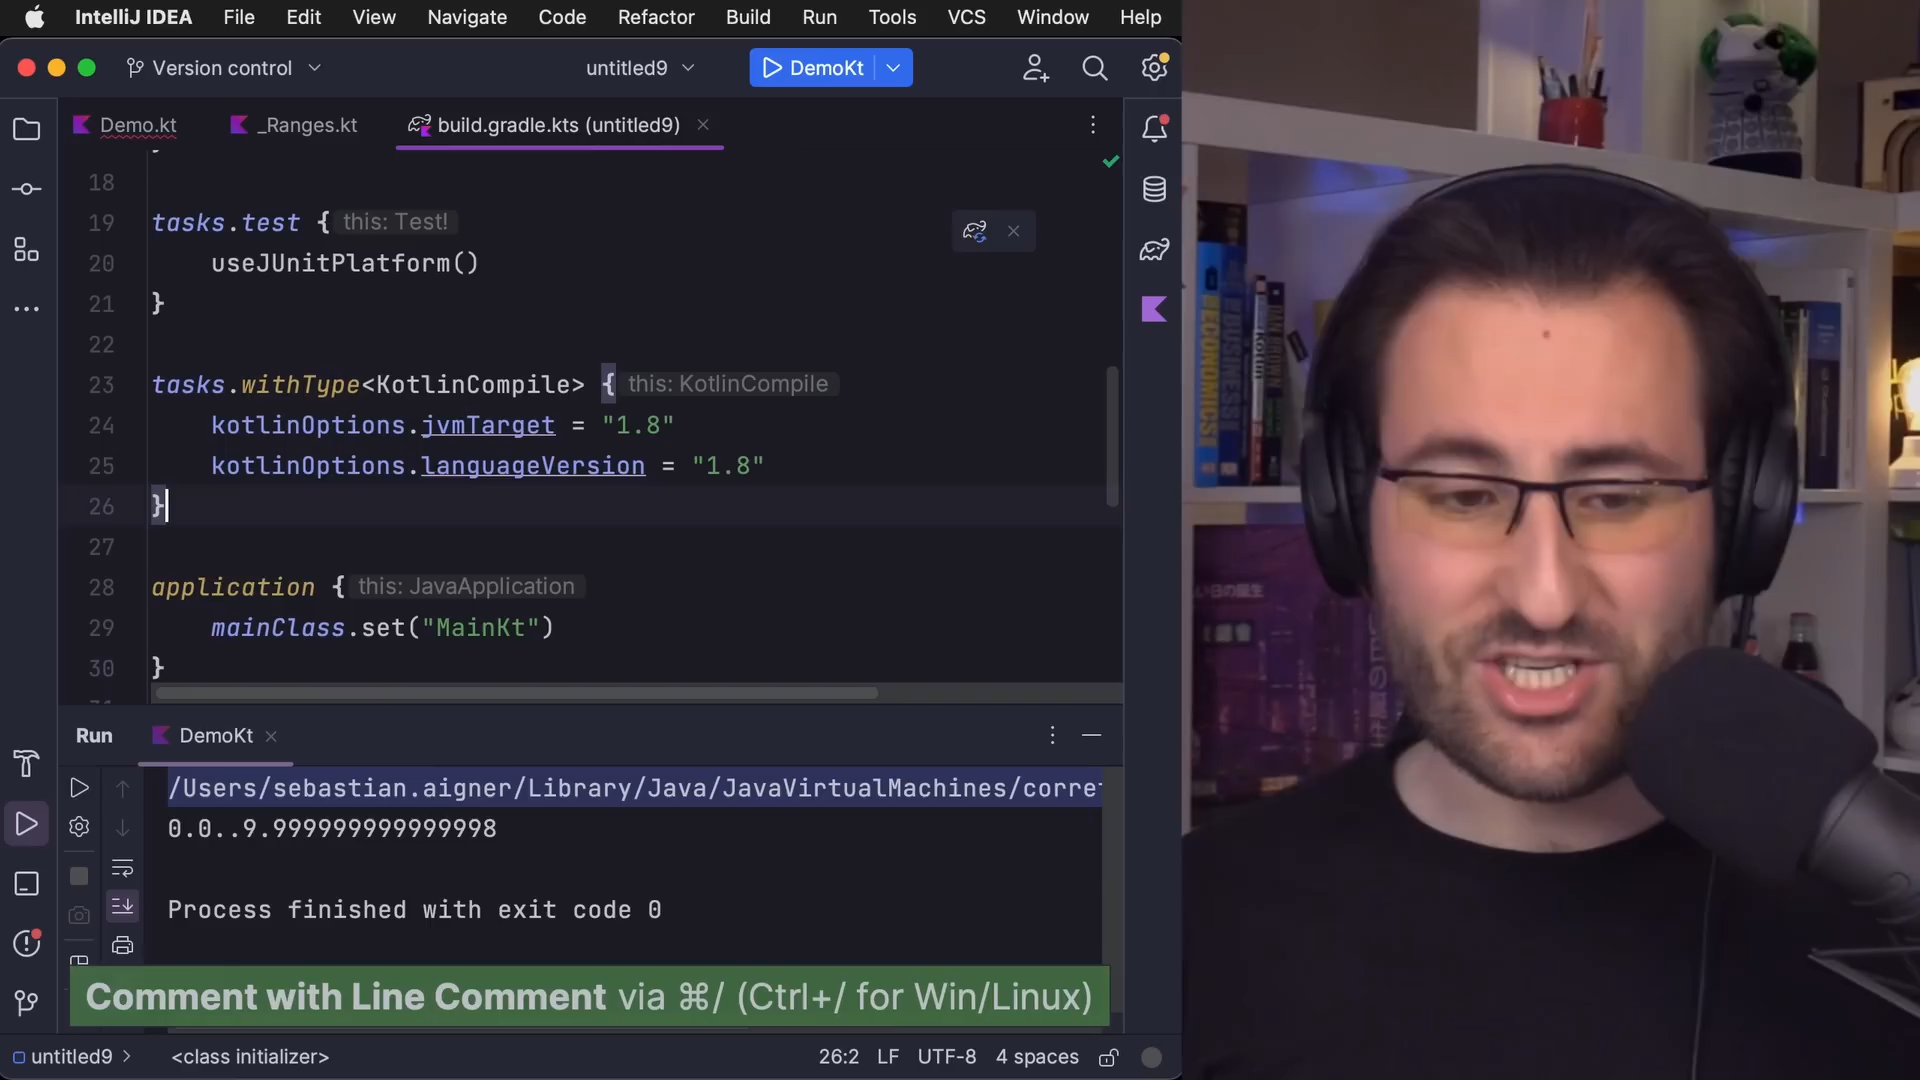 IntelliJ IDEA File Edit View Navigate Code Refactor Build Run Tools VCS Window Help
Version control untitled9 DemoKt
Demo.kt _Ranges.kt build.gradle.kts (untitled9)
18
19 tasks.test { this: Test!
20 useJUnitPlatform()
21 }
22
23 tasks.withType<KotlinCompile> { this: KotlinCompile
24 kotlinOptions.jvmTarget = "1.8"
25 kotlinOptions.languageVersion = "1.8"
26 }
27
28 application { this: JavaApplication
29 mainClass.set("MainKt")
30 }
Run DemoKt
/Users/sebastian.aigner/Library/Java/JavaVirtualMachines/corre
0.0..9.999999999999998
Process finished with exit code 0
Comment with Line Comment via ⌘/ (Ctrl+/ for Win/Linux)
untitled9 > <class initializer> 26:2 LF UTF-8 4 spaces
ECONOMICS
BUSINESS
DAN BROWN